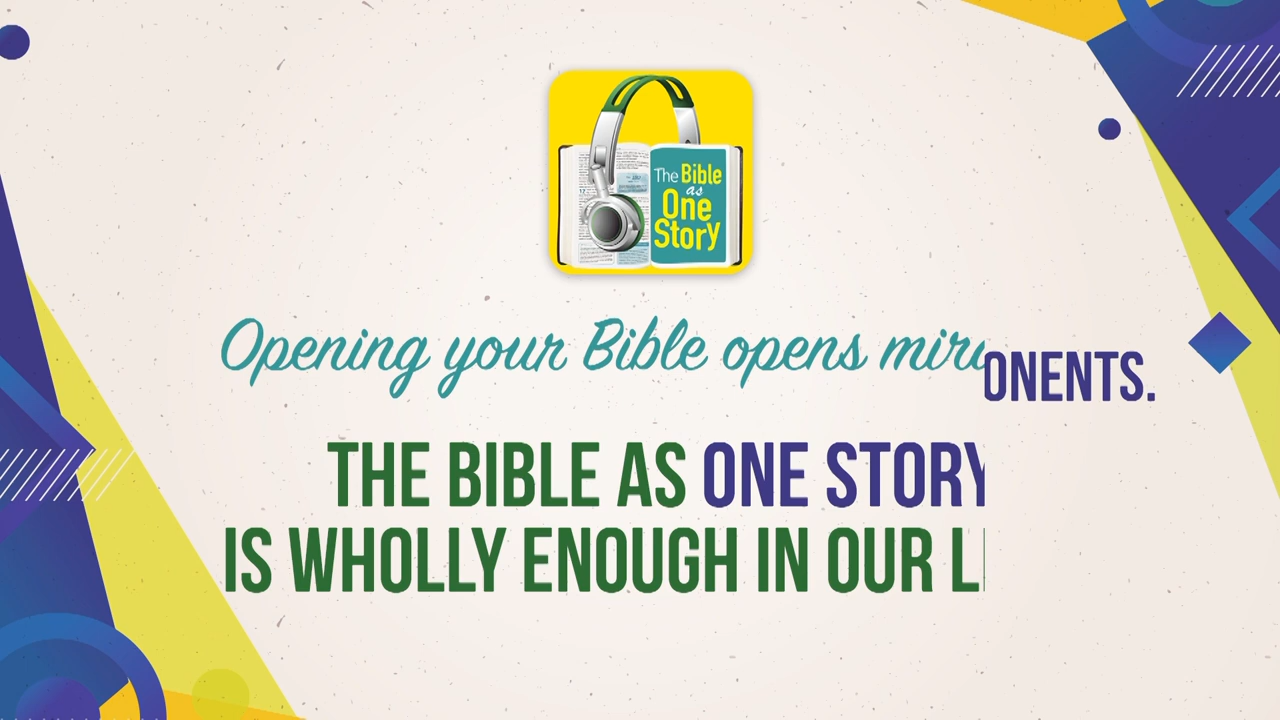 The Bible
as
One
Story
Opening your Bible opens
ONENTS.
THE BIBLE AS ONE STORY
IS WHOLLY ENOUGH IN OUR